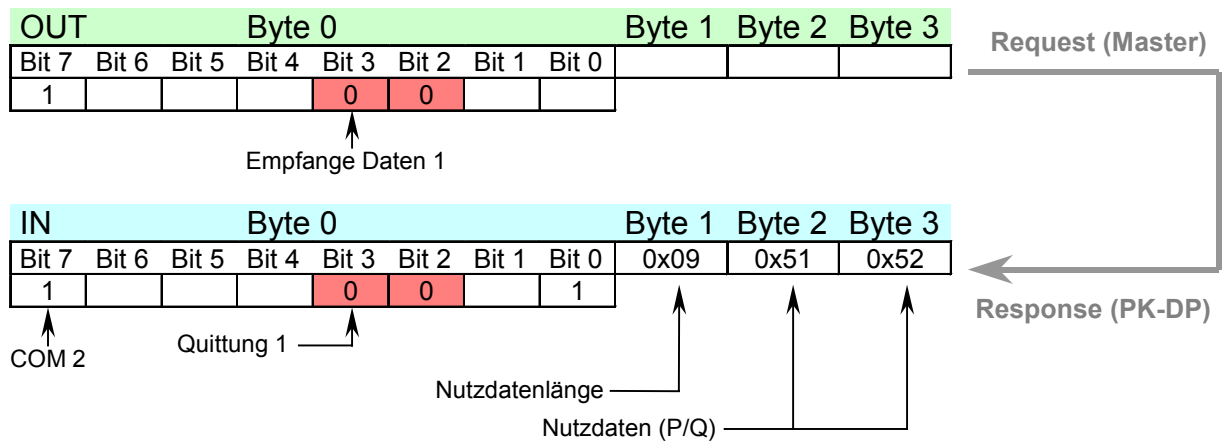 OUT Byte 0 Byte 1 Byte 2 Byte 3
Request (Master)
Bit 7 Bit 6 Bit 5 Bit 4 Bit 3 Bit 2 Bit 1 Bit 0
1 0 0
Empfange Daten 1
IN Byte 0 Byte 1 Byte 2 Byte 3
Bit 7 Bit 6 Bit 5 Bit 4 Bit 3 Bit 2 Bit 1 Bit 0 0x09 0x51 0x52
1 0 0 1
Response (PK-DP)
Quittung 1
COM 2
Nutzdatenlänge
Nutzdaten (P/Q)